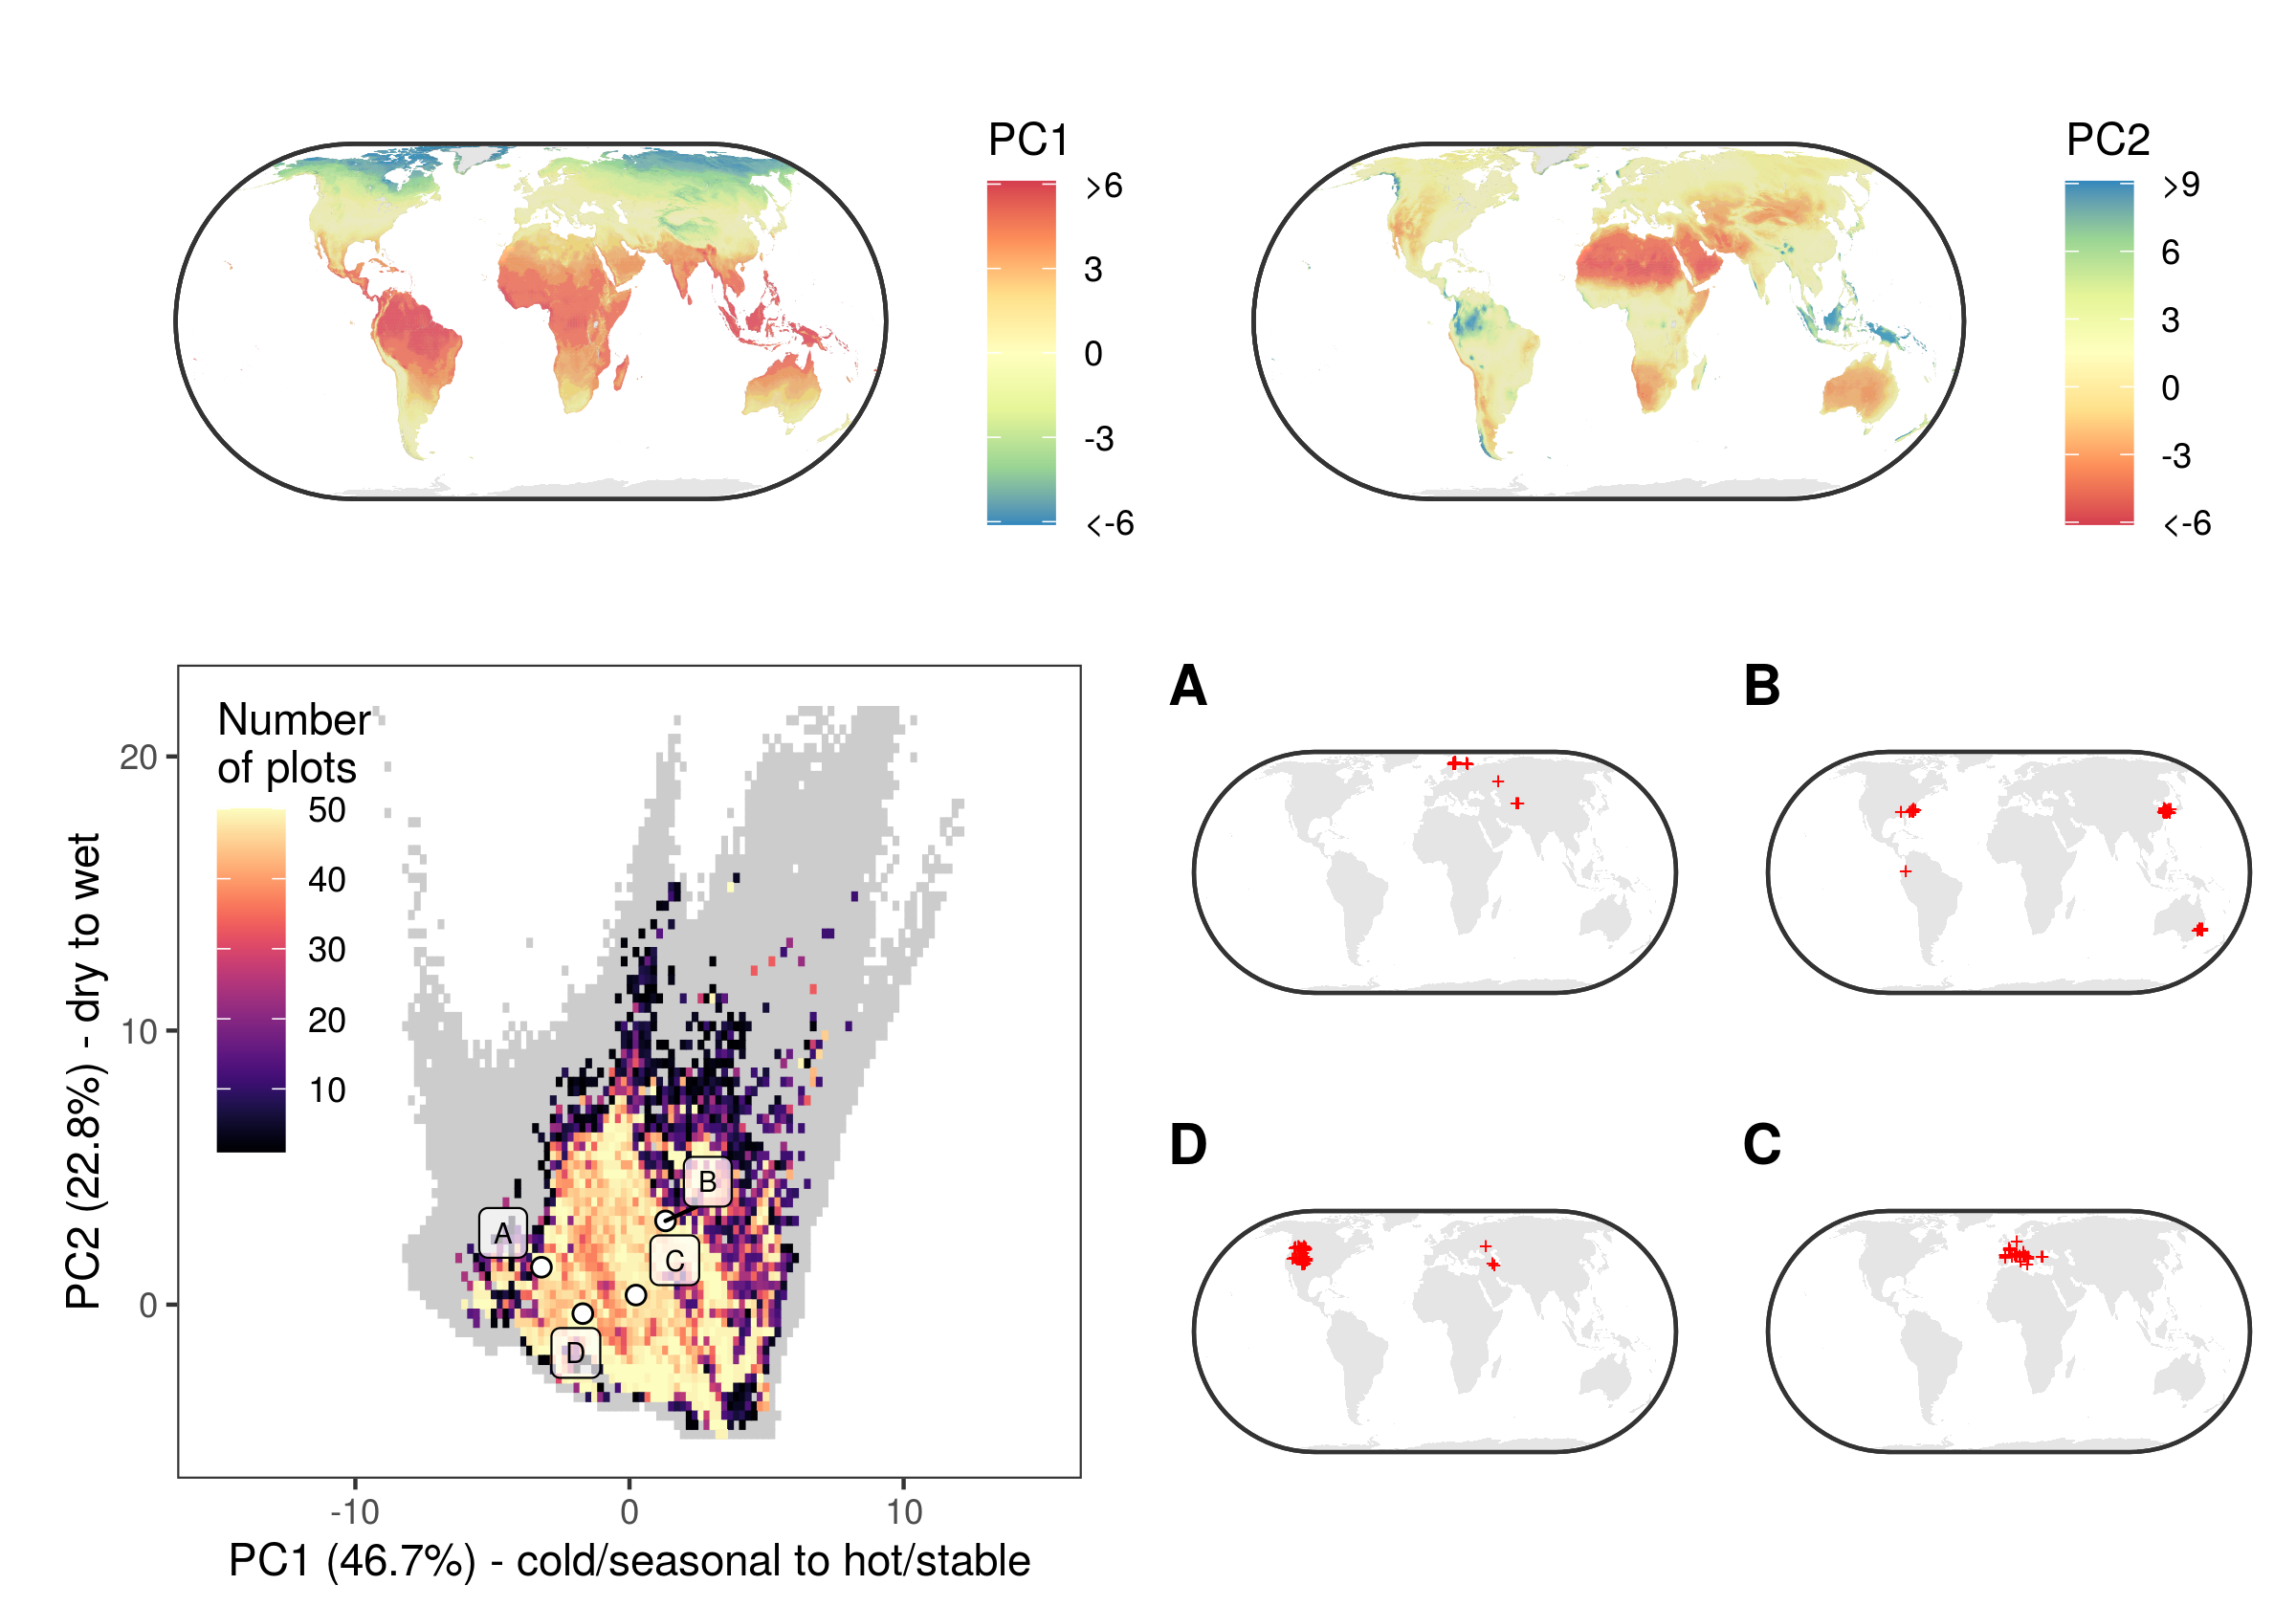 PC1
>6
3
0
-3
<-6
PC2
>9
6
3
0
-3
<-6
Number
of plots
50
40
30
20
10
20
10
0
PC2 (22.8%) - dry to wet
A
B
C
D
-10
0
10
PC1 (46.7%) - cold/seasonal to hot/stable
A
B
D
C